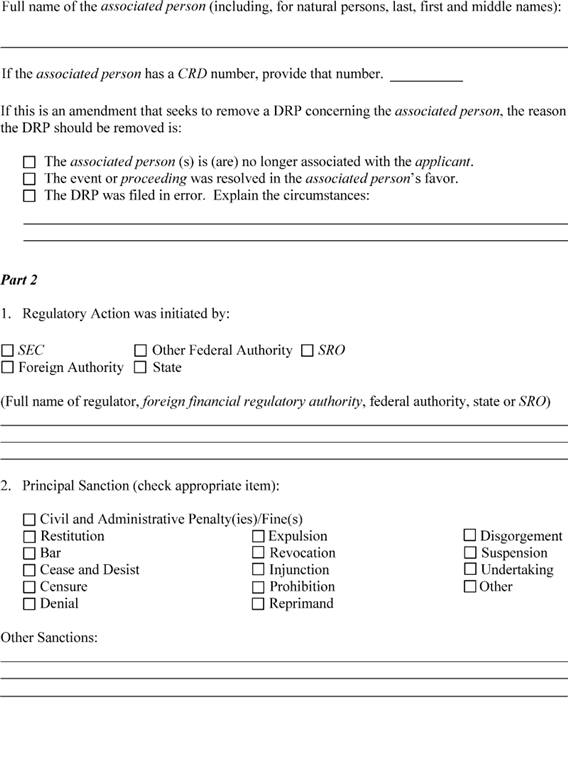 Full name of the associated person (including, for natural persons, last, first and middle names):
If the associated person has a CRD number, provide that number. __________
If this is an amendment that seeks to remove a DRP concerning the associated person, the reason
the DRP should be removed is:
☐ The associated person (s) is (are) no longer associated with the applicant.
☐ The event or proceeding was resolved in the associated person's favor.
☐ The DRP was filed in error. Explain the circumstances:
Part 2
1. Regulatory Action was initiated by:
☐ SEC ☐ Other Federal Authority ☐ SRO
☐ Foreign Authority ☐ State
(Full name of regulator, foreign financial regulatory authority, federal authority, state or SRO)
2. Principal Sanction (check appropriate item):
☐ Civil and Administrative Penalty(ies)/Fine(s)
☐ Restitution ☐ Expulsion ☐ Disgorgement
☐ Bar ☐ Revocation ☐ Suspension
☐ Cease and Desist ☐ Injunction ☐ Undertaking
☐ Censure ☐ Prohibition ☐ Other
☐ Denial ☐ Reprimand
Other Sanctions: